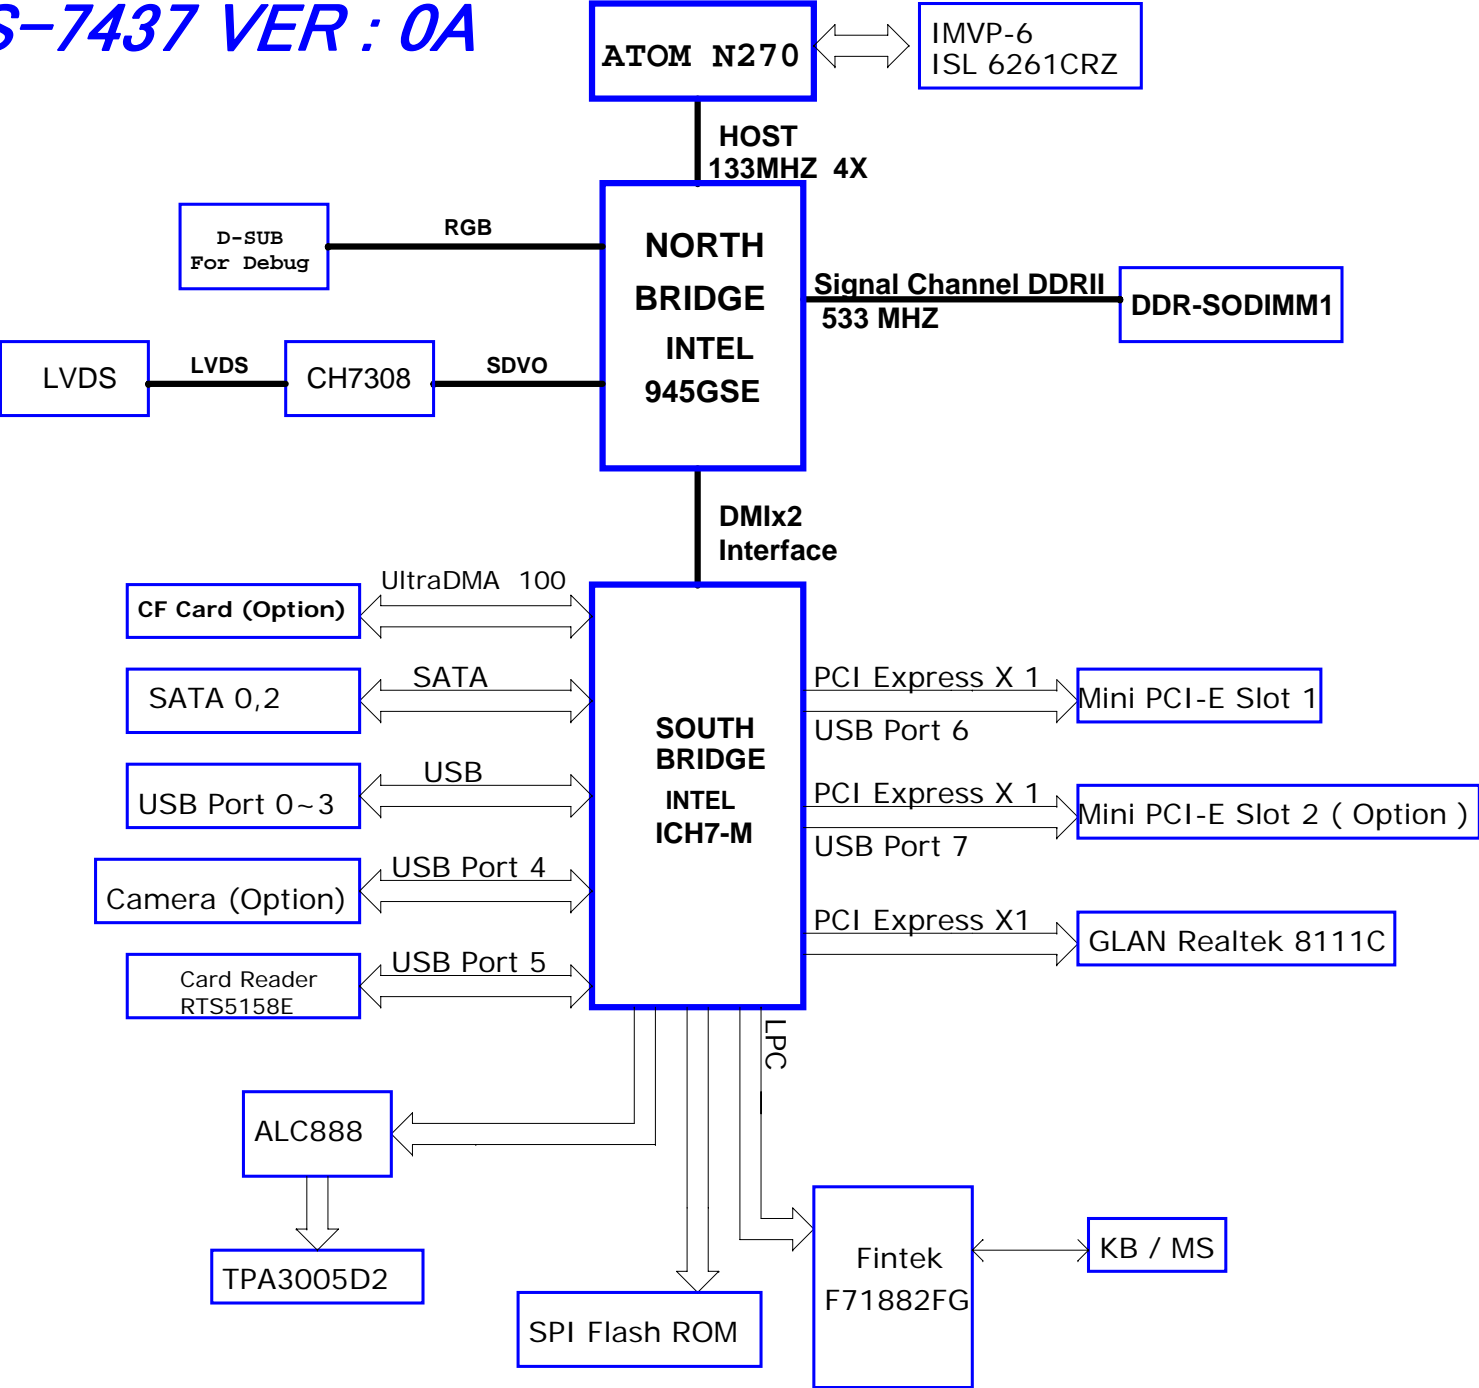 S-7437 VER : 0A
ATOM N270
IMVP-6
ISL 6261CRZ
HOST
133MHZ 4X
D-SUB
For Debug
RGB
NORTH
BRIDGE
INTEL
945GSE
Signal Channel DDRII
533 MHZ
DDR-SODIMM1
LVDS
LVDS
CH7308
SDVO
DMIx2
Interface
CF Card (Option)
UltraDMA 100
SATA 0,2
SATA
USB Port 0~3
USB
Camera (Option)
USB Port 4
Card Reader
RTS5158E
USB Port 5
SOUTH
BRIDGE
INTEL
ICH7-M
PCI Express X 1
USB Port 6
Mini PCI-E Slot 1
PCI Express X 1
USB Port 7
Mini PCI-E Slot 2 ( Option )
PCI Express X1
GLAN Realtek 8111C
LPC
ALC888
TPA3005D2
SPI Flash ROM
Fintek
F71882FG
KB / MS